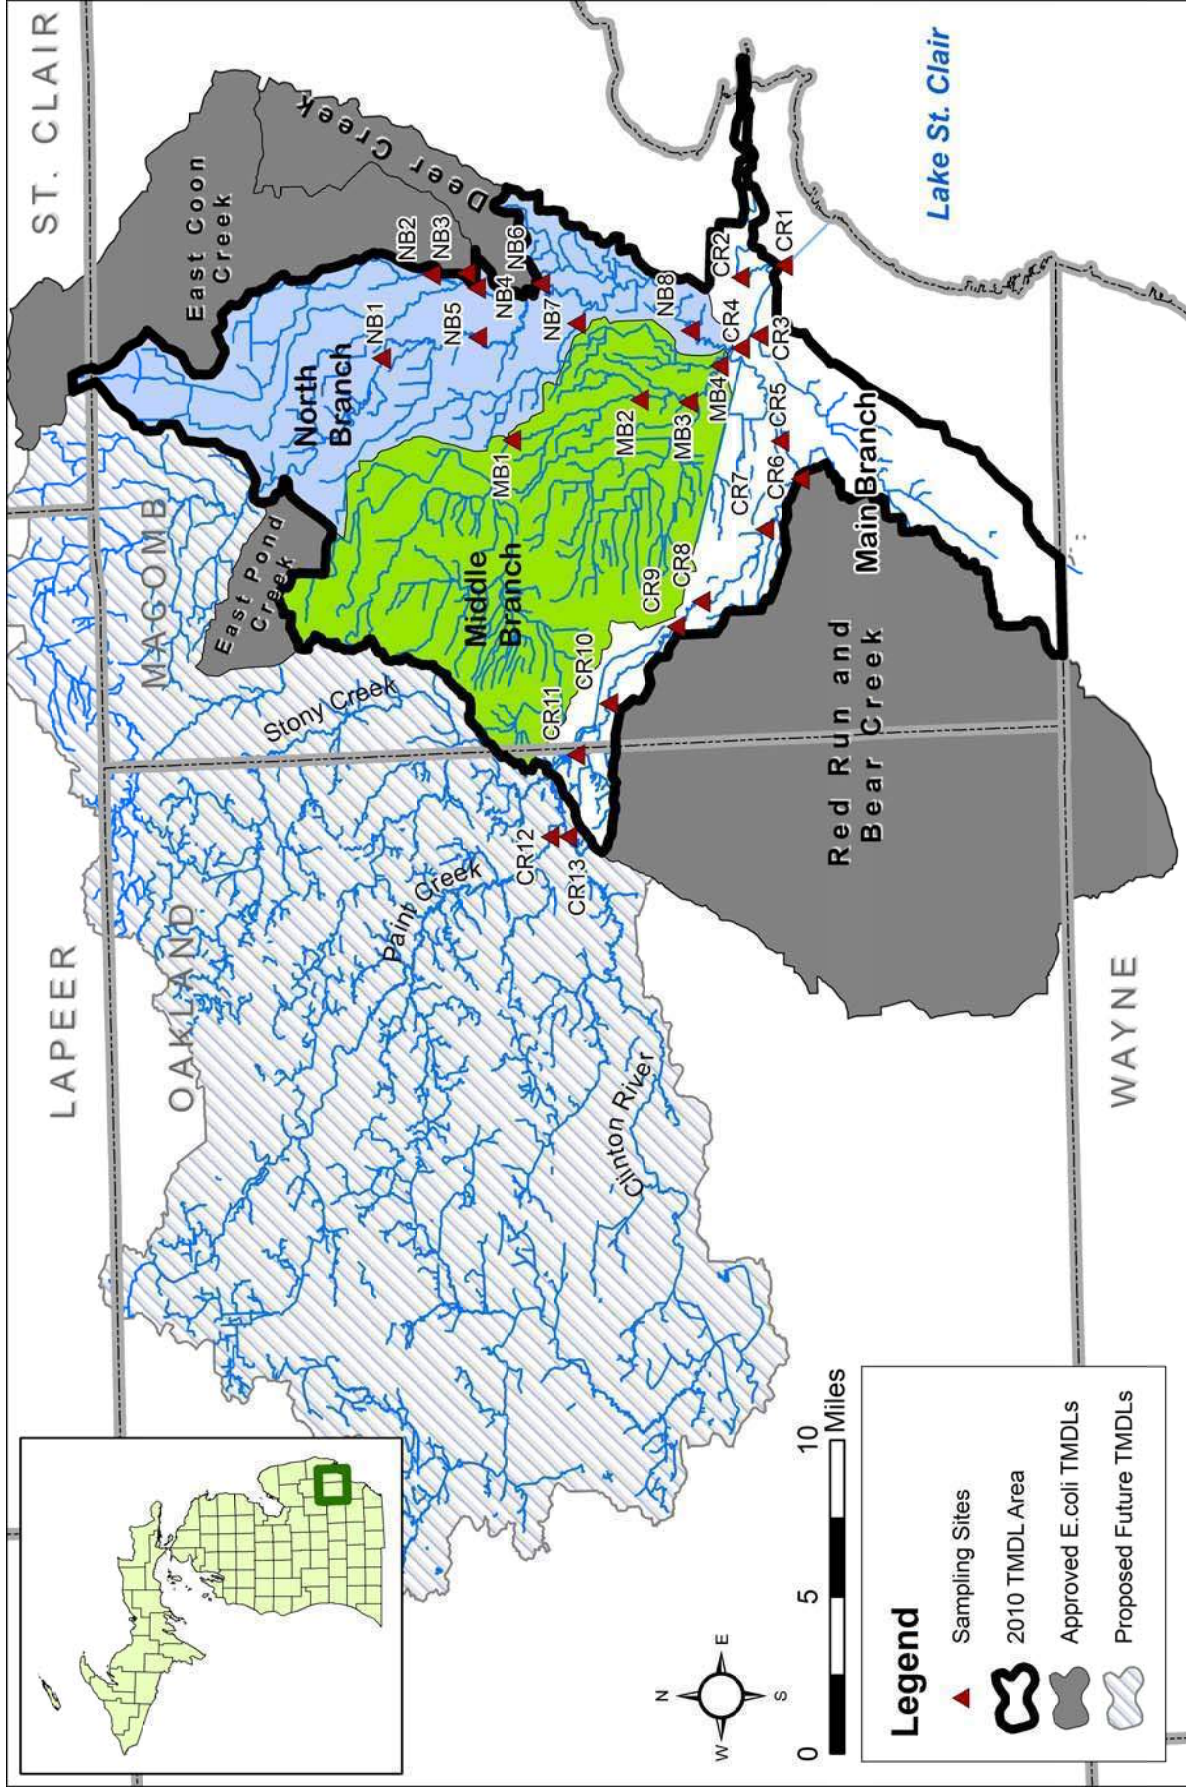 LAPEER
ST. CLAIR
MACOMB
OAKLAND
WAYNE
East Coon
Creek
Deer Creek
East Pond
Creek
North
Branch
Middle
Branch
Main Branch
Red Run and
Bear Creek
Stony Creek
Paint Creek
Clinton River
Lake St. Clair
NB1
NB2
NB3
NB4
NB5
NB6
NB7
NB8
MB1
MB2
MB3
MB4
CR1
CR2
CR3
CR4
CR5
CR6
CR7
CR8
CR9
CR10
CR11
CR12
CR13
N
W
E
S
0
5
10
Miles
Legend
Sampling Sites
2010 TMDL Area
Approved E.coli TMDLs
Proposed Future TMDLs